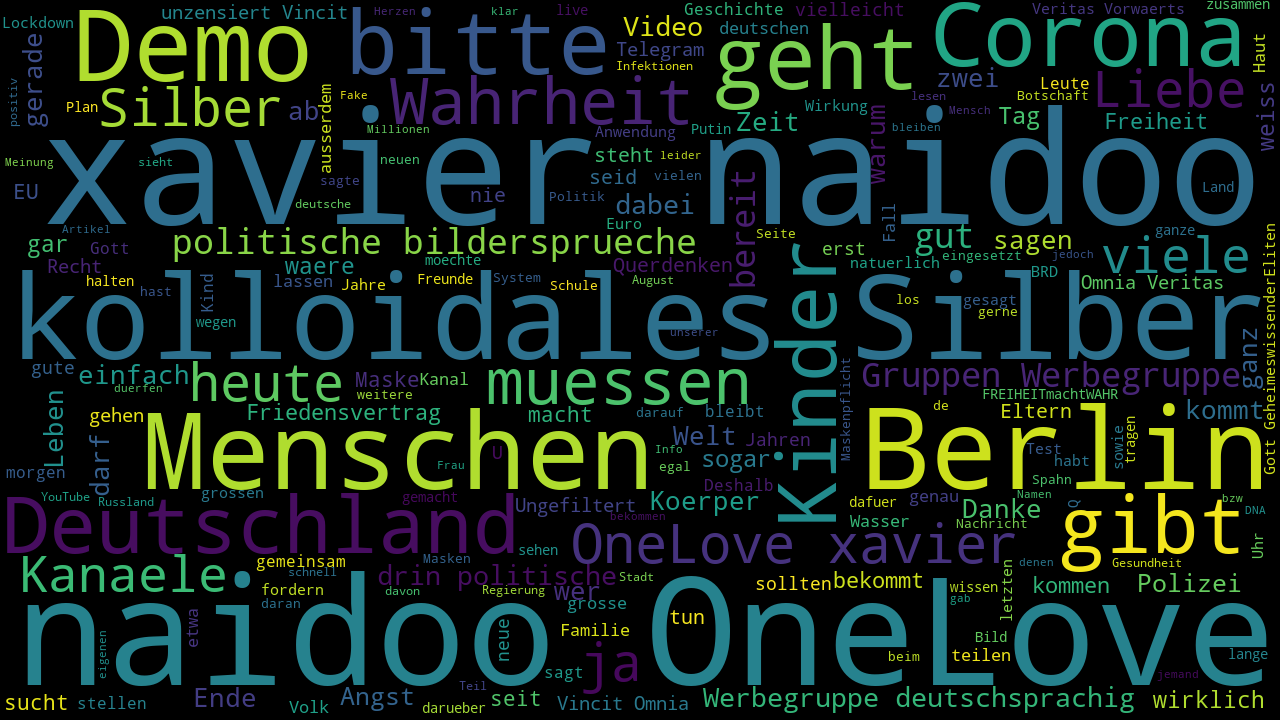 Lockdown
unzensiert Vincit
Herzen
klar
live
Geschichte
vielleicht
Veritas Vorwaerts
zusammen
Demo
bitte
Video
deutschen
geht
Corona
Haut
gerade
positiv
Telegram
Infektionen
zwei
Leute
Botschaft
Liebe
weiss
Plan
Silber
ab
ausserdem
Fake
Wahrheit
Millionen
Anwendung
Putin
Zeit
Wirkung
warum
lesen
bleiben
Mensch
Tag
Freiheit
xavier naidoo
Meinung
sieht
neuen
steht
leider
EU
sagte
deutsche
nie
seid
Politik
vielen
dabei
bereit
Fall
Land
Artikel
Euro
Seite
gar
Gott
politische bildersprueche
erst
gut
sagen
ganze
viele
Recht
waere
moechte
Querdenken
natuerlich
eingesetzt
jedoch
BRD
Omnia Veritas
halten
hast
Kind
lassen
Jahre
Freunde
System
Schule
August
Kinder
los
gesagt
gerne
Gott GeheimeswissenderEliten
kolloidales Silber
wegen
unserer
ganz
gute
einfach
duerfen
heute
Maske
Kanal
weitere
muessen
Maskenpflicht
Gruppen Werbegruppe
FREIHEITmachtWAHR
Leben
gehen
Friedensvertrag
macht
darauf
bleibt
de
Eltern
kommt
Menschen
Welt
Jahren
Berlin
sowie
tragen
morgen
darf
Frau
U
Info
egal
sogar
Test
habt
YouTube
Russland
grossen
gemacht
Ungefiltert
Koerper
Deshalb
dafuer
genau
Spahn
Namen
Q
bzw
DNA
Deutschland
bekommen
Wasser
Danke
Nachricht
gibt
Uhr
gemeinsam
Masken
sehen
OneLove xavier
Gesundheit
denen
Kanaele
schnell
fordern
daran
drin politische
davon
Regierung
wer
Stadt
grosse
sollten
bekommt
wissen
gab
letzten
kommen
Polizei
naidoo OneLove
eigenen
etwa
neue
Familie
tun
Bild
teilen
beim
lange
sagt
ja
jemand
sucht
stellen
Ende
Volk
Angst
Teil
darueber
seit
Vincit Omnia
Werbegruppe deutschsprachig
wirklich